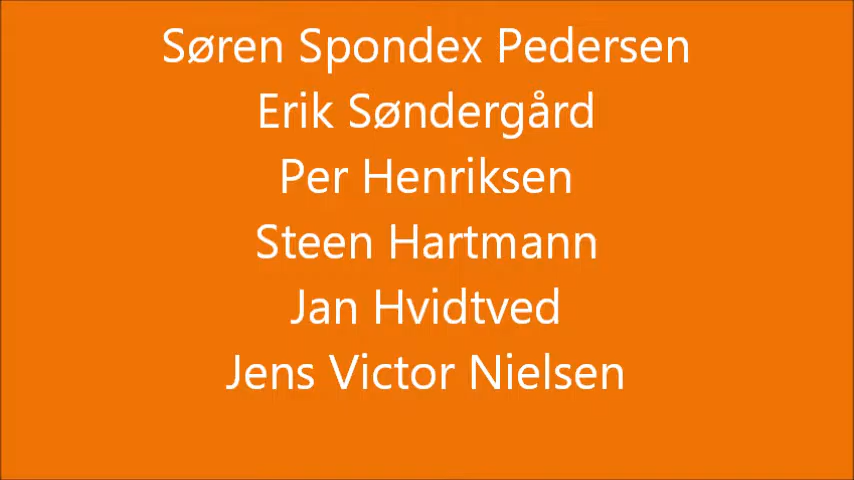 Søren Spondex Pedersen
Erik Søndergård
Per Henriksen
Steen Hartmann
Jan Hvidtved
Jens Victor Nielsen